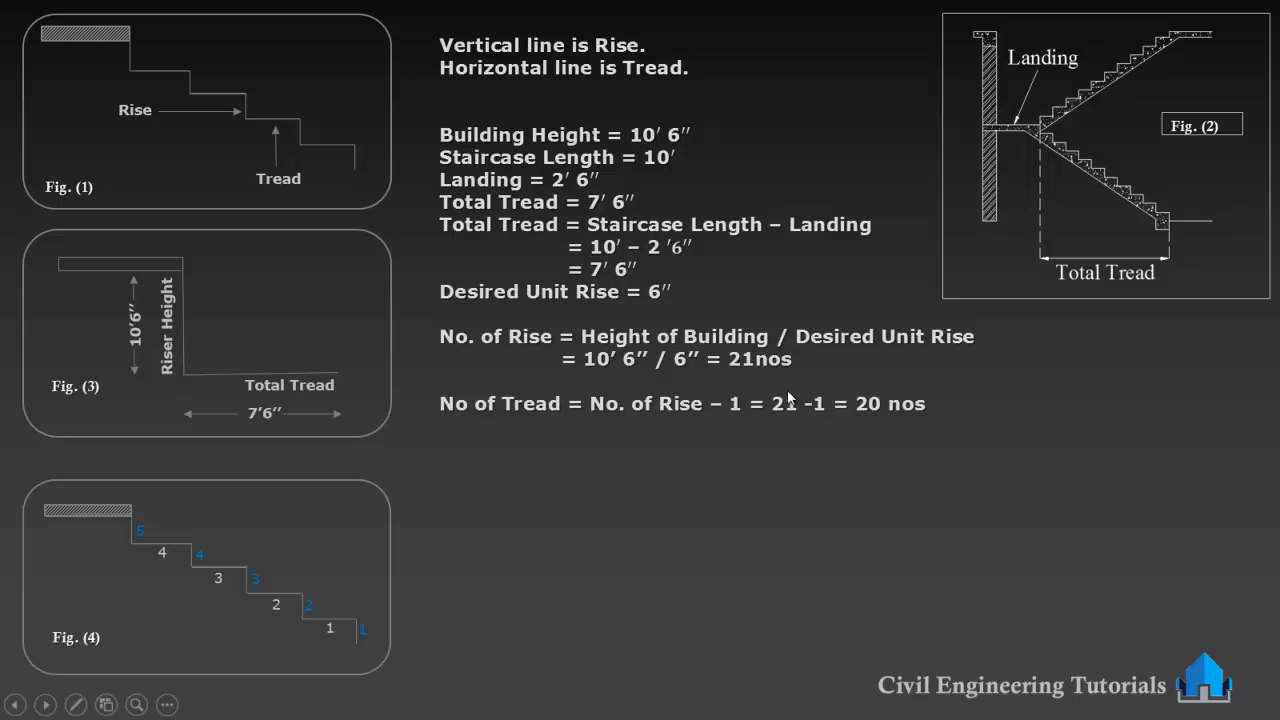 Rise
Tread
Fig. (1)
10′6′′
Riser Height
Total Tread
7′6′′
Fig. (3)
5
4
4
3
3
2
2
1
1
Fig. (4)
Vertical line is Rise.
Horizontal line is Tread.
Building Height = 10′ 6′′
Staircase Length = 10′
Landing = 2′ 6′′
Total Tread = 7′ 6′′
Total Tread = Staircase Length – Landing
= 10′ – 2 ′6′′
= 7′ 6′′
Desired Unit Rise = 6′′
No. of Rise = Height of Building / Desired Unit Rise
= 10’ 6’’ / 6’’ = 21nos
No of Tread = No. of Rise – 1 = 21 -1 = 20 nos
Landing
Fig. (2)
Total Tread
Civil Engineering Tutorials